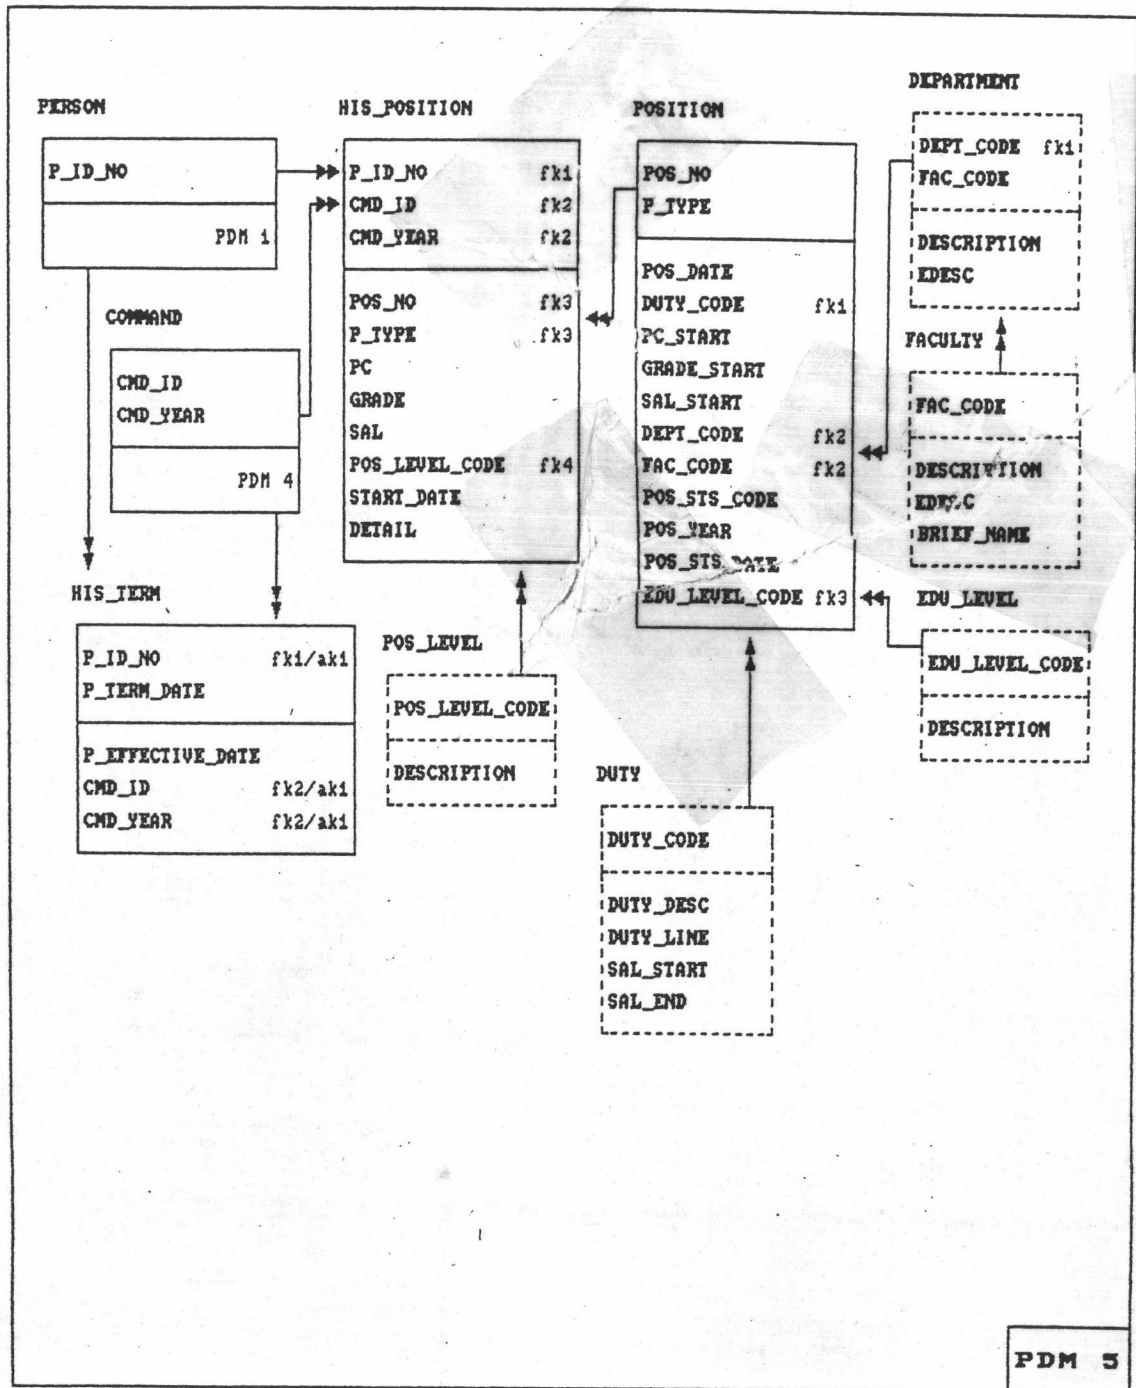 PERSON
P_ID_NO
PDM 1
COMMAND
CMD_ID
CMD_YEAR
PDM 4
HIS_TERM
P_ID_NO fk1/ak1
P_TERM_DATE
P_EFFECTIVE_DATE
CMD_ID fk2/ak1
CMD_YEAR fk2/ak1
HIS_POSITION
P_ID_NO fk1
CMD_ID fk2
CMD_YEAR fk2
POS_NO fk3
P_TYPE fk3
PC
GRADE
SAL
POS_LEVEL_CODE fk4
START_DATE
DETAIL
POS_LEVEL
POS_LEVEL_CODE
DESCRIPTION
POSITION
POS_NO
P_TYPE
POS_DATE
DUTY_CODE fk1
PC_START
GRADE_START
SAL_START
DEPT_CODE fk2
FAC_CODE fk2
POS_STS_CODE
POS_YEAR
POS_STS_DATE
EDU_LEVEL_CODE fk3
DUTY
DUTY_CODE
DUTY_DESC
DUTY_LINE
SAL_START
SAL_END
DEPARTMENT
DEPT_CODE fk1
FAC_CODE
DESCRIPTION
EDESC
FACULTY
FAC_CODE
DESCRIPTION
EDESC
BRIEF_NAME
EDU_LEVEL
EDU_LEVEL_CODE
DESCRIPTION
PDM 5